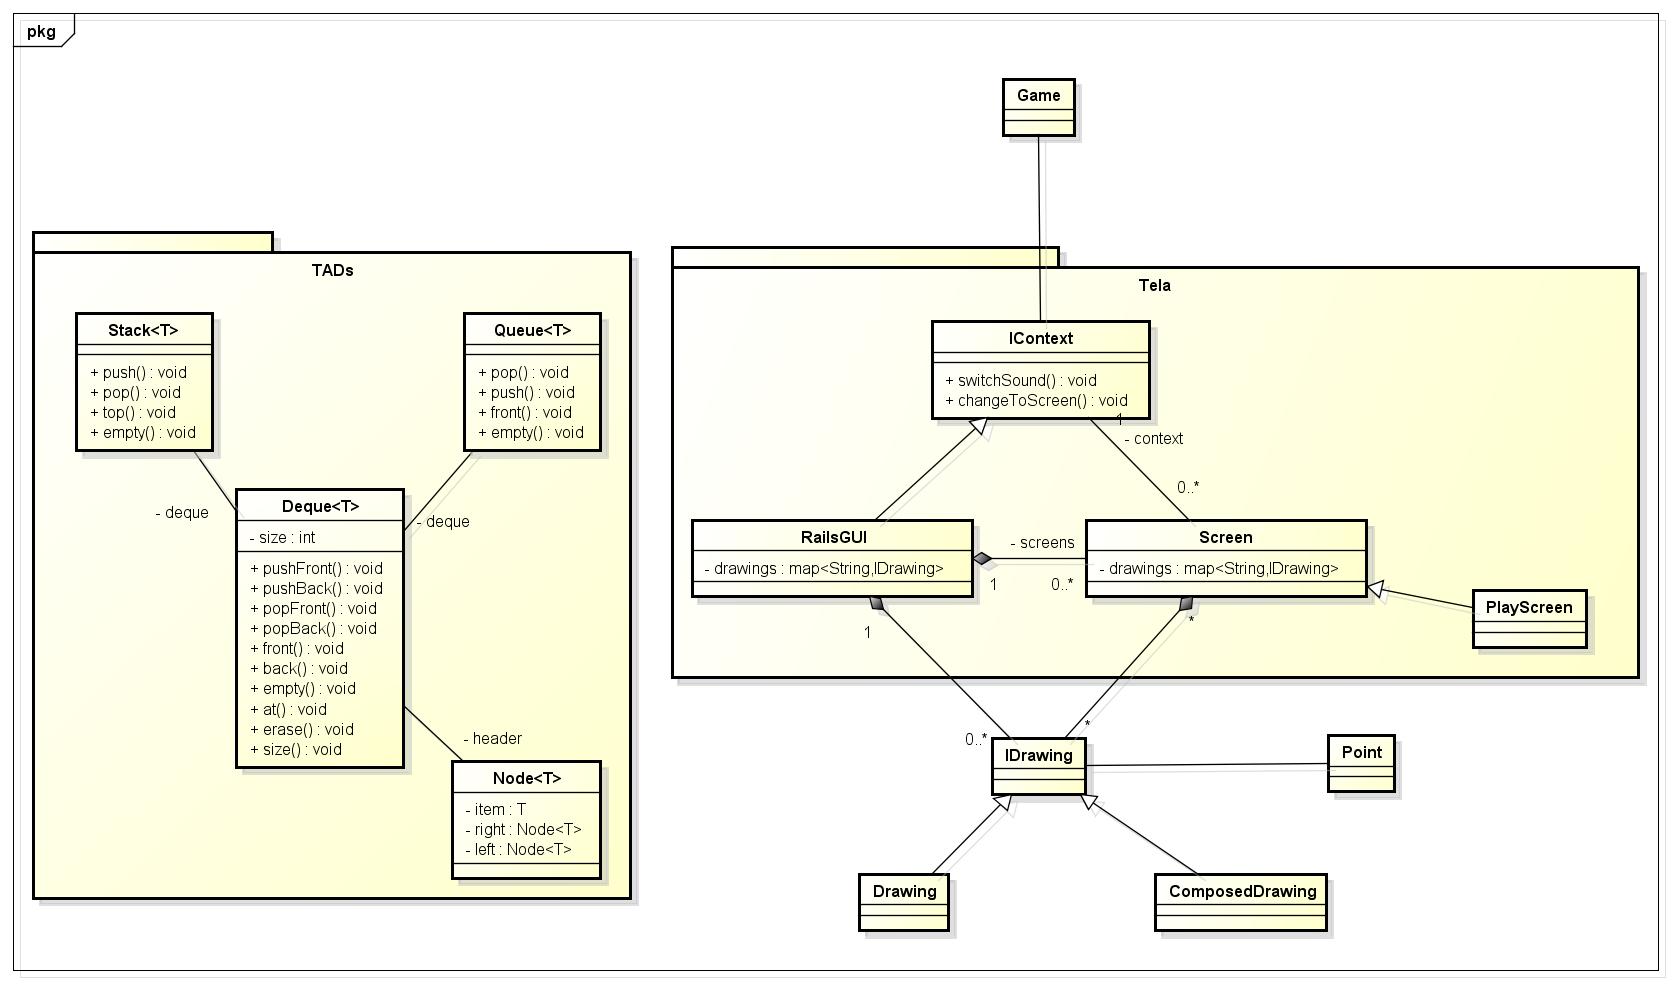 pkg
Game
TADs
Stack<T>
+ push() : void
+ pop() : void
+ top() : void
+ empty() : void
Queue<T>
+ pop() : void
+ push() : void
+ front() : void
+ empty() : void
- deque
- deque
Deque<T>
- size : int
+ pushFront() : void
+ pushBack() : void
+ popFront() : void
+ popBack() : void
+ front() : void
+ back() : void
+ empty() : void
+ at() : void
+ erase() : void
+ size() : void
- header
Node<T>
- item : T
- right : Node<T>
- left : Node<T>
Tela
IContext
+ switchSound() : void
+ changeToScreen() : void
1
- context
0..*
RailsGUI
- drawings : map<String,IDrawing>
- screens
1
0..*
Screen
- drawings : map<String,IDrawing>
PlayScreen
1
*
0..*
*
IDrawing
Point
Drawing
ComposedDrawing